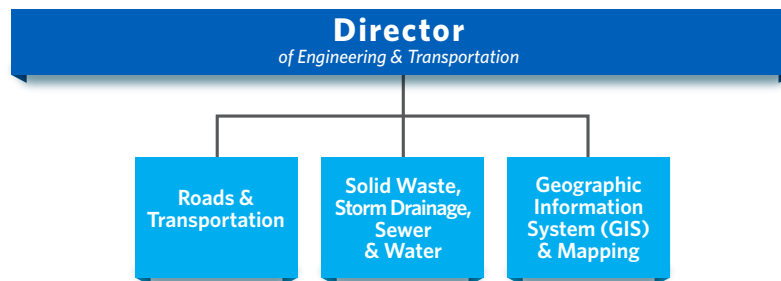 Director
of Engineering & Transportation
Roads &
Transportation
Solid Waste,
Storm Drainage,
Sewer
& Water
Geographic
Information
System (GIS)
& Mapping